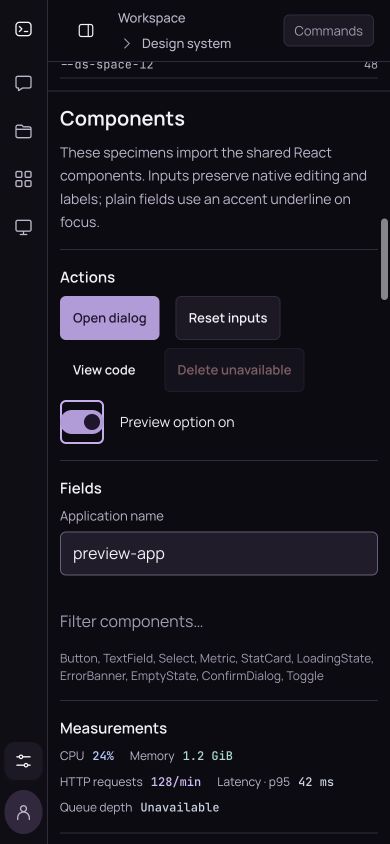 Workspace
Design system
Commands
--ds-space-12
48
Components
These specimens import the shared React
components. Inputs preserve native editing and
labels; plain fields use an accent underline on
focus.
Actions
Open dialog
Reset inputs
View code
Delete unavailable
Preview option on
Fields
Application name
preview-app
Filter components…
Button, TextField, Select, Metric, StatCard, LoadingState,
ErrorBanner, EmptyState, ConfirmDialog, Toggle
Measurements
CPU 24% Memory 1.2 GiB
HTTP requests 128/min Latency · p95 42 ms
Queue depth Unavailable